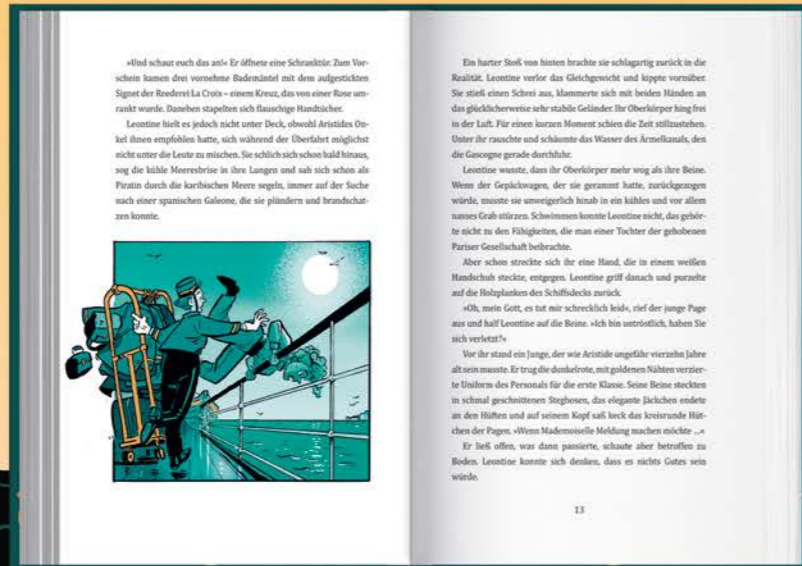 »Und schaut euch das an!« Er öffnete eine Schranktür. Zum Vor-
schein kamen drei vornehme Bademäntel mit dem aufgestickten
Signet der Reederei La Croix – einem Kreuz, das von einer Rose um-
rankt wurde. Daneben stapelten sich flauschige Handtücher.
Leontine hielt es jedoch nicht unter Deck, obwohl Aristides On-
kel ihnen empfohlen hatte, sich während der Überfahrt möglichst
nicht unter die Leute zu mischen. Sie schlich sich schon bald hinaus,
sog die kühle Meeresbrise in ihre Lungen und sah sich schon als
Piratin durch die karibischen Meere segeln, immer auf der Suche
nach einer spanischen Galeone, die sie plündern und brandschat-
zen konnte.
Ein harter Stoß von hinten brachte sie schlagartig zurück in die
Realität. Leontine verlor das Gleichgewicht und kippte vornüber.
Sie stieß einen Schrei aus, klammerte sich mit beiden Händen an
das glücklicherweise sehr stabile Geländer. Ihr Oberkörper hing frei
in der Luft. Für einen kurzen Moment schien die Zeit stillzustehen.
Unter ihr rauschte und schäumte das Wasser des Ärmelkanals, den
die Gascogne gerade durchfuhr.
Leontine wusste, dass ihr Oberkörper mehr wog als ihre Beine.
Wenn der Gepäckwagen, der sie gerammt hatte, zurückgezogen
würde, musste sie unweigerlich hinab in ein kühles und vor allem
nasses Grab stürzen. Schwimmen konnte Leontine nicht, das gehör-
te nicht zu den Fähigkeiten, die man einer Tochter der gehobenen
Pariser Gesellschaft beibrachte.
Aber schon streckte sich ihr eine Hand, die in einem weißen
Handschuh steckte, entgegen. Leontine griff danach und purzelte
auf die Holzplanken des Schiffsdecks zurück.
»Oh, mein Gott, es tut mir schrecklich leid«, rief der junge Page
aus und half Leontine auf die Beine. »Ich bin untröstlich, haben Sie
sich verletzt?«
Vor ihr stand ein Junge, der wie Aristide ungefähr vierzehn Jahre
alt sein musste. Er trug die dunkelrote, mit goldenen Nähten verzier-
te Uniform des Personals für die erste Klasse. Seine Beine steckten
in schmal geschnittenen Steghosen, das elegante Jäckchen endete
an den Hüften und auf seinem Kopf saß keck das kreisrunde Hüt-
chen der Pagen. »Wenn Mademoiselle Meldung machen möchte ...«
Er ließ offen, was dann passierte, schaute aber betroffen zu
Boden. Leontine konnte sich denken, dass es nichts Gutes sein
würde.
13